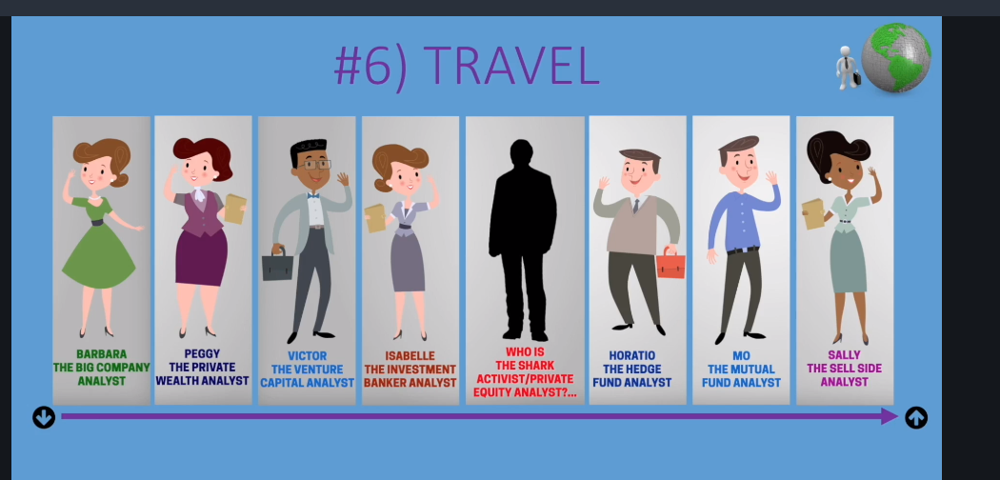 #6) TRAVEL
BARBARA
THE BIG COMPANY
ANALYST
PEGGY
THE PRIVATE
WEALTH ANALYST
VICTOR
THE VENTURE
CAPITAL ANALYST
ISABELLE
THE INVESTMENT
BANKER ANALYST
WHO IS
THE SHARK
ACTIVIST/PRIVATE
EQUITY ANALYST?...
HORATIO
THE HEDGE
FUND ANALYST
MO
THE MUTUAL
FUND ANALYST
SALLY
THE SELL SIDE
ANALYST